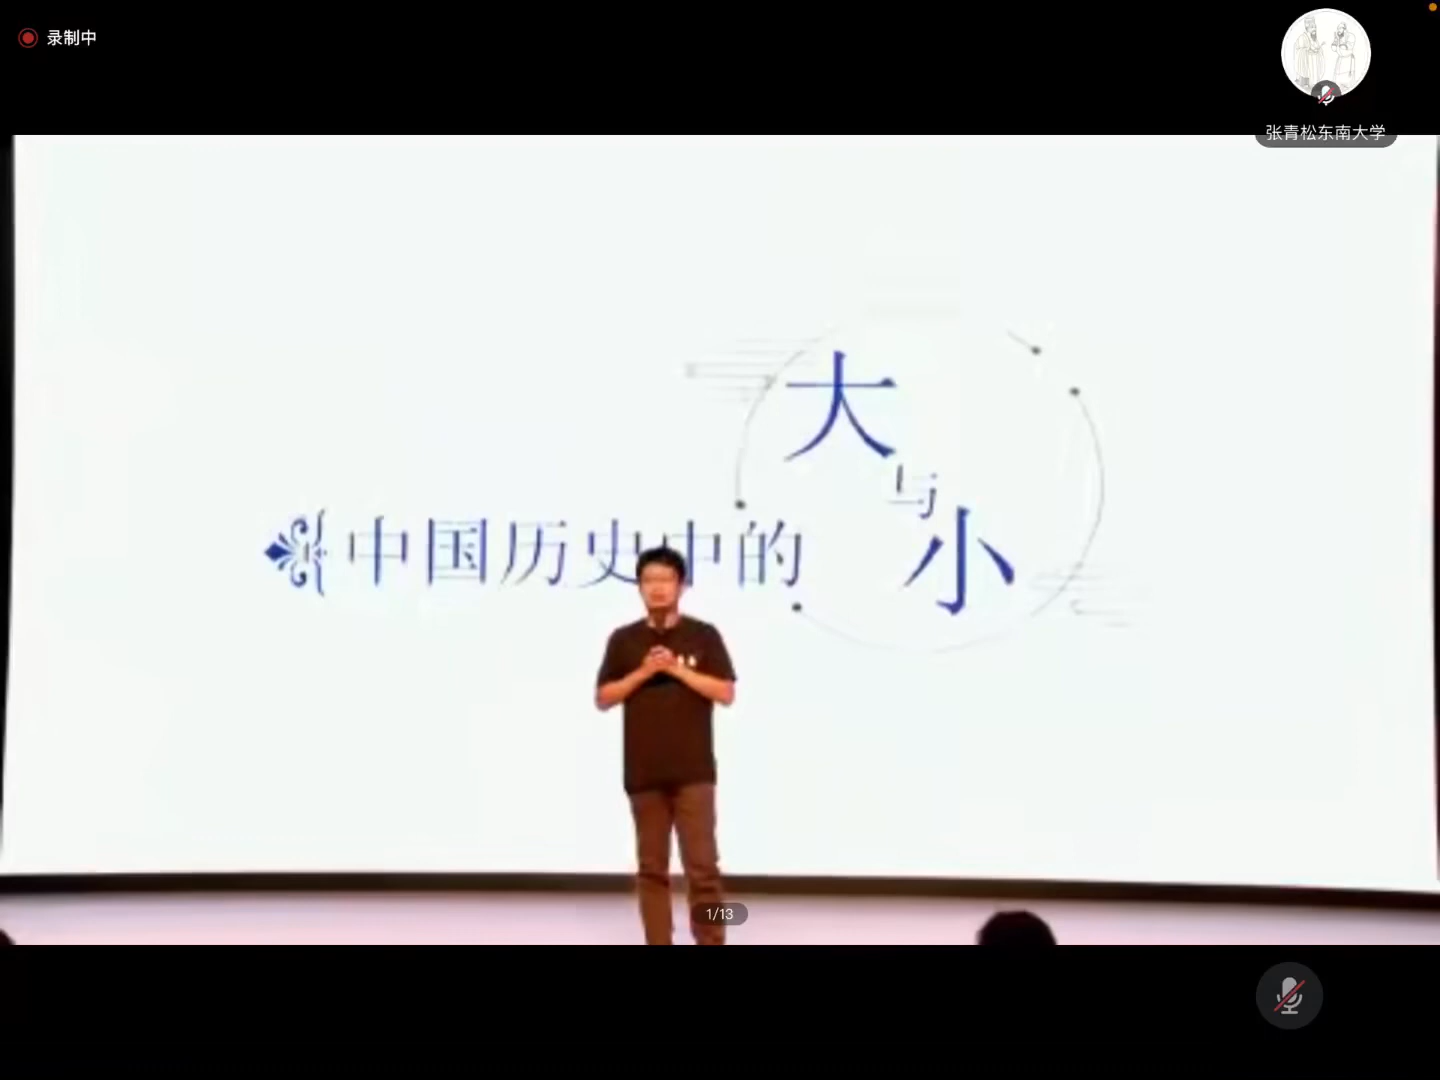 录制中
张青松东南大学
大
与
小
中国历史中的
1/13